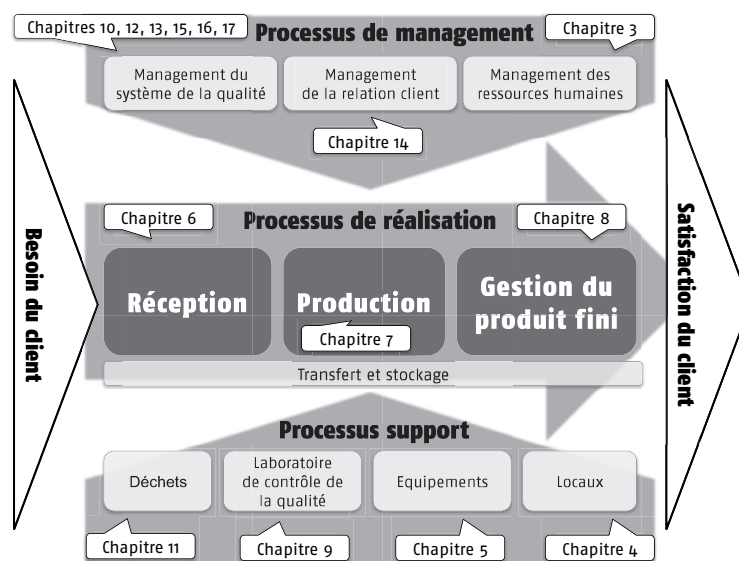 Chapitres 10, 12, 13, 15, 16, 17
Processus de management
Chapitre 3
Management du
système de la qualité
Management
de la relation client
Management des
ressources humaines
Chapitre 14
Besoin du client
Chapitre 6
Processus de réalisation
Chapitre 8
Réception
Production
Chapitre 7
Gestion du
produit fini
Transfert et stockage
Satisfaction du client
Processus support
Déchets
Laboratoire
de contrôle de
la qualité
Equipements
Locaux
Chapitre 11
Chapitre 9
Chapitre 5
Chapitre 4